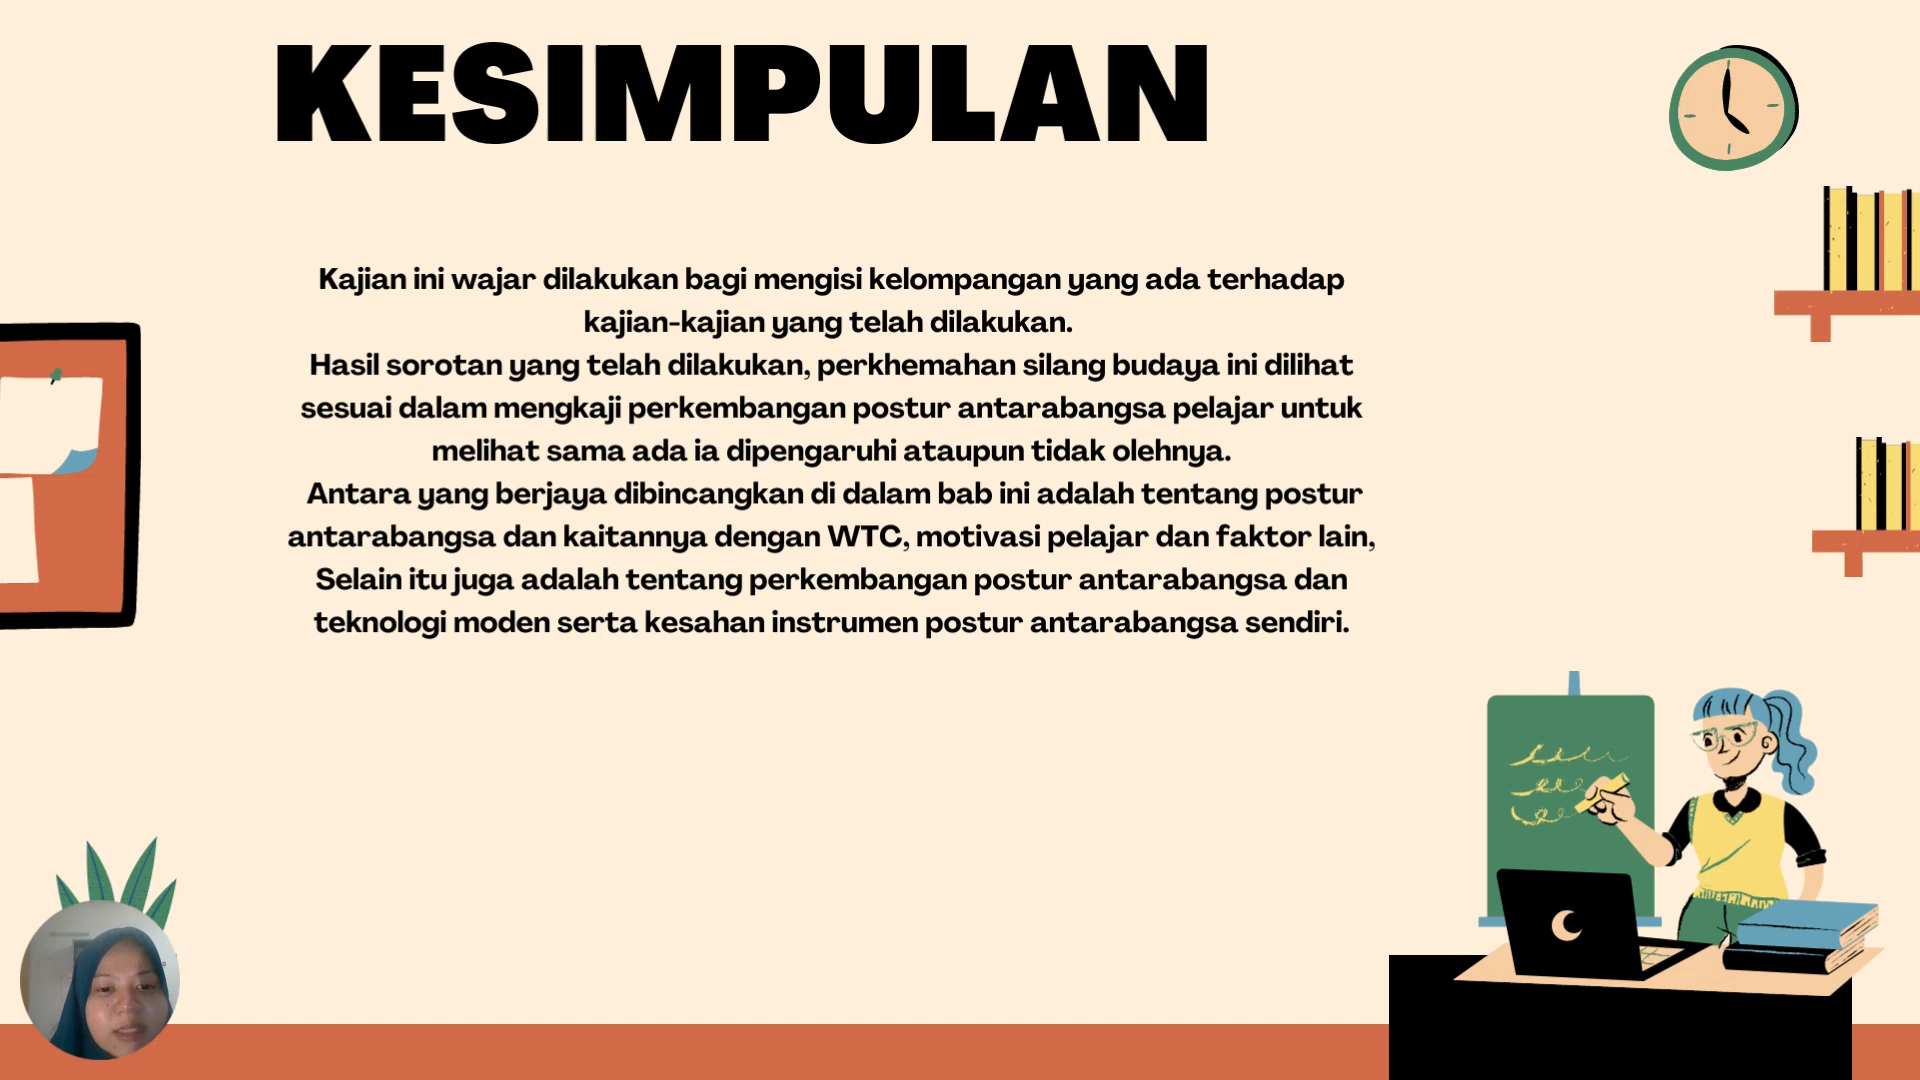 KESIMPULAN
Kajian ini wajar dilakukan bagi mengisi kelompangan yang ada terhadap
kajian-kajian yang telah dilakukan.
Hasil sorotan yang telah dilakukan, perkhemahan silang budaya ini dilihat
sesuai dalam mengkaji perkembangan postur antarabangsa pelajar untuk
melihat sama ada ia dipengaruhi ataupun tidak olehnya.
Antara yang berjaya dibincangkan di dalam bab ini adalah tentang postur
antarabangsa dan kaitannya dengan WTC, motivasi pelajar dan faktor lain,
Selain itu juga adalah tentang perkembangan postur antarabangsa dan
teknologi moden serta kesahan instrumen postur antarabangsa sendiri.